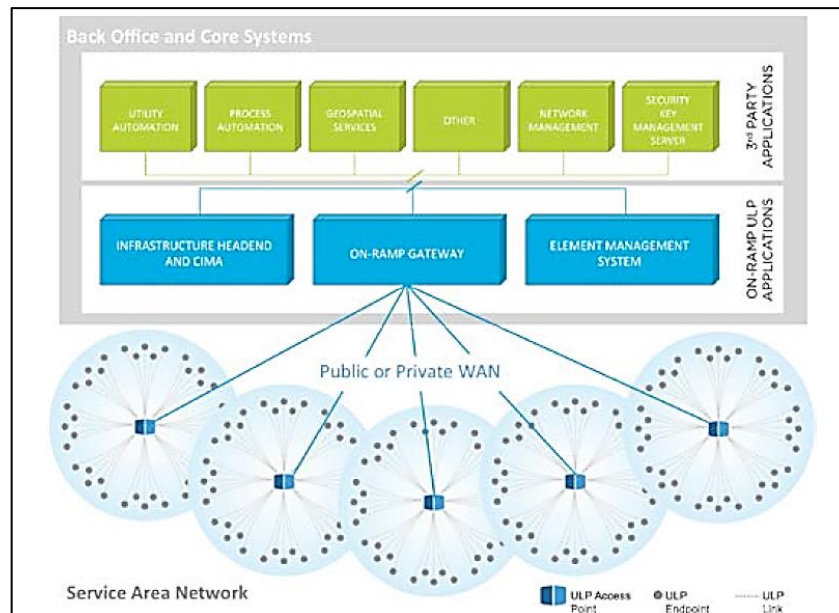 Back Office and Core Systems
UTILITY
AUTOMATION
PROCESS
AUTOMATION
GEOSPATIAL
SERVICES
OTHER
NETWORK
MANAGEMENT
SECURITY
KEY
MANAGEMENT
SERVER
3rd PARTY
APPLICATIONS
INFRASTRUCTURE HEADEND
AND CIMA
ON-RAMP GATEWAY
ELEMENT MANAGEMENT
SYSTEM
ON-RAMP ULP
APPLICATIONS
Public or Private WAN
Service Area Network
ULP Access
Point
ULP
Endpoint
ULP
Link